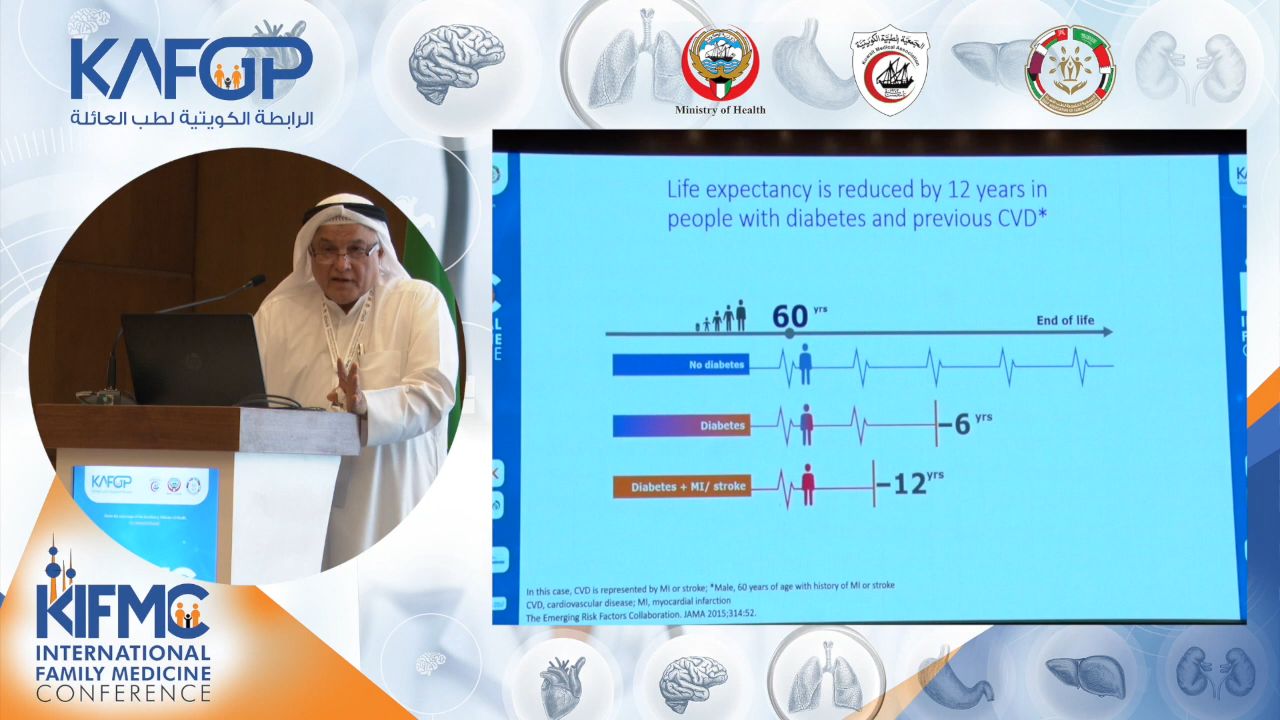 KAFGP
الرابطة الكويتية لطب العائلة
Ministry of Health
Kuwait Medical Association
Life expectancy is reduced by 12 years in
people with diabetes and previous CVD*
60 yrs
End of life
No diabetes
Diabetes
-6 yrs
Diabetes + MI/ stroke
-12 yrs
In this case, CVD is represented by MI or stroke; *Male, 60 years of age with history of MI or stroke
CVD, cardiovascular disease; MI, myocardial infarction
The Emerging Risk Factors Collaboration. JAMA 2015;314:52.
KAFGP
KIFMC
INTERNATIONAL
FAMILY MEDICINE
CONFERENCE